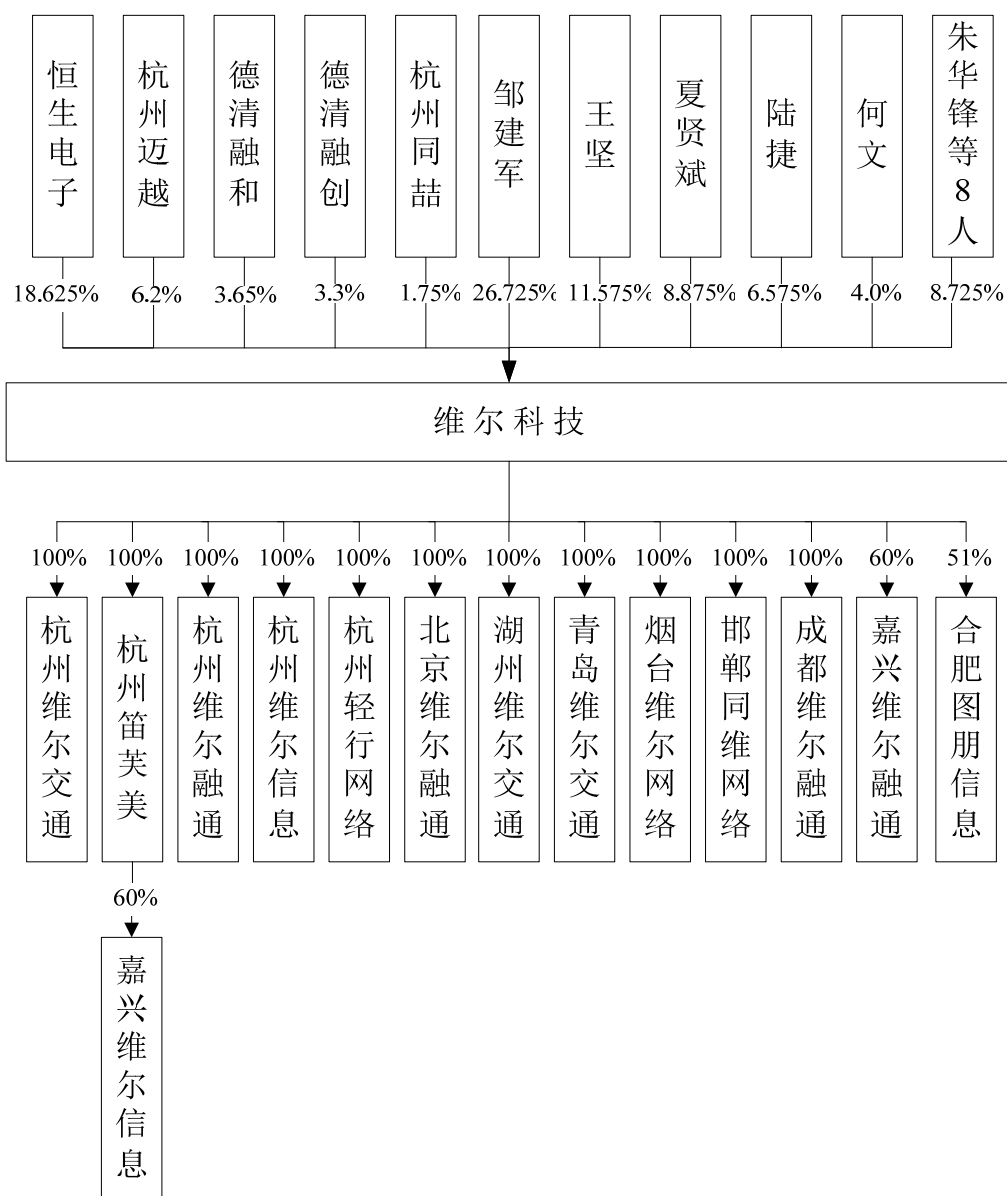 恒生电子
杭州迈越
德清融和
德清融创
杭州同喆
邹建军
王坚
夏贤斌
陆捷
何文
朱华锋等8人
18.625%
6.2%
3.65%
3.3%
1.75%
26.725%
11.575%
8.875%
6.575%
4.0%
8.725%
维尔科技
100%
100%
100%
100%
100%
100%
100%
100%
100%
100%
100%
60%
51%
杭州维尔交通
杭州笛芙美
杭州维尔融通
杭州维尔信息
杭州轻行网络
北京维尔融通
湖州维尔交通
青岛维尔交通
烟台维尔网络
邯郸同维网络
成都维尔融通
嘉兴维尔融通
合肥图朋信息
60%
嘉兴维尔信息